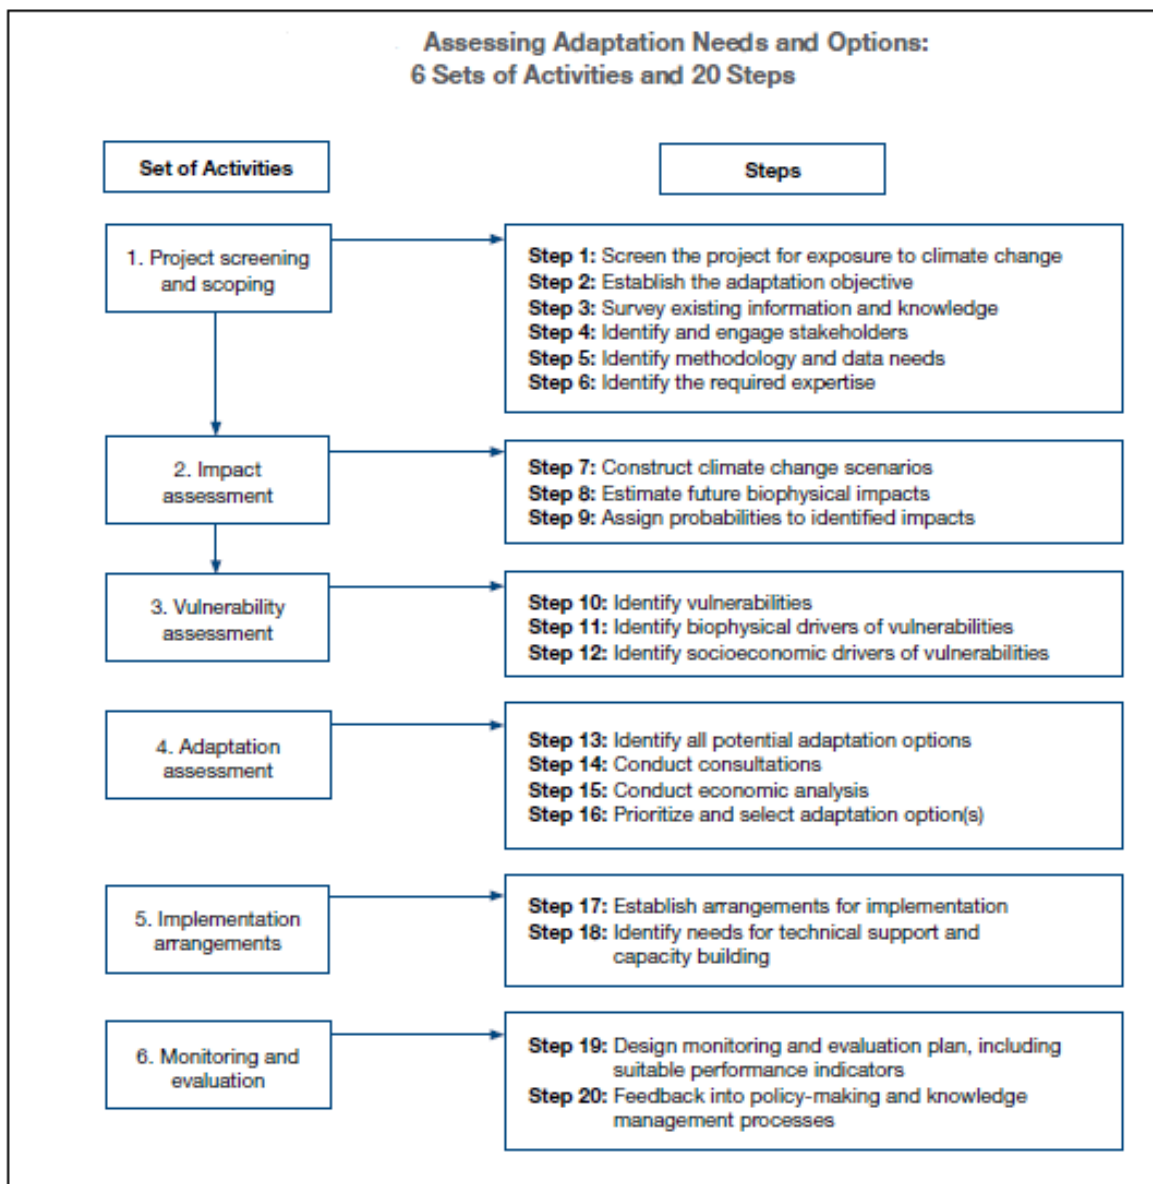 Assessing Adaptation Needs and Options:
6 Sets of Activities and 20 Steps
Set of Activities
Steps
1. Project screening
and scoping
Step 1: Screen the project for exposure to climate change
Step 2: Establish the adaptation objective
Step 3: Survey existing information and knowledge
Step 4: Identify and engage stakeholders
Step 5: Identify methodology and data needs
Step 6: Identify the required expertise
2. Impact
assessment
Step 7: Construct climate change scenarios
Step 8: Estimate future biophysical impacts
Step 9: Assign probabilities to identified impacts
3. Vulnerability
assessment
Step 10: Identify vulnerabilities
Step 11: Identify biophysical drivers of vulnerabilities
Step 12: Identify socioeconomic drivers of vulnerabilities
4. Adaptation
assessment
Step 13: Identify all potential adaptation options
Step 14: Conduct consultations
Step 15: Conduct economic analysis
Step 16: Prioritize and select adaptation option(s)
5. Implementation
arrangements
Step 17: Establish arrangements for implementation
Step 18: Identify needs for technical support and
capacity building
6. Monitoring and
evaluation
Step 19: Design monitoring and evaluation plan, including
suitable performance indicators
Step 20: Feedback into policy-making and knowledge
management processes